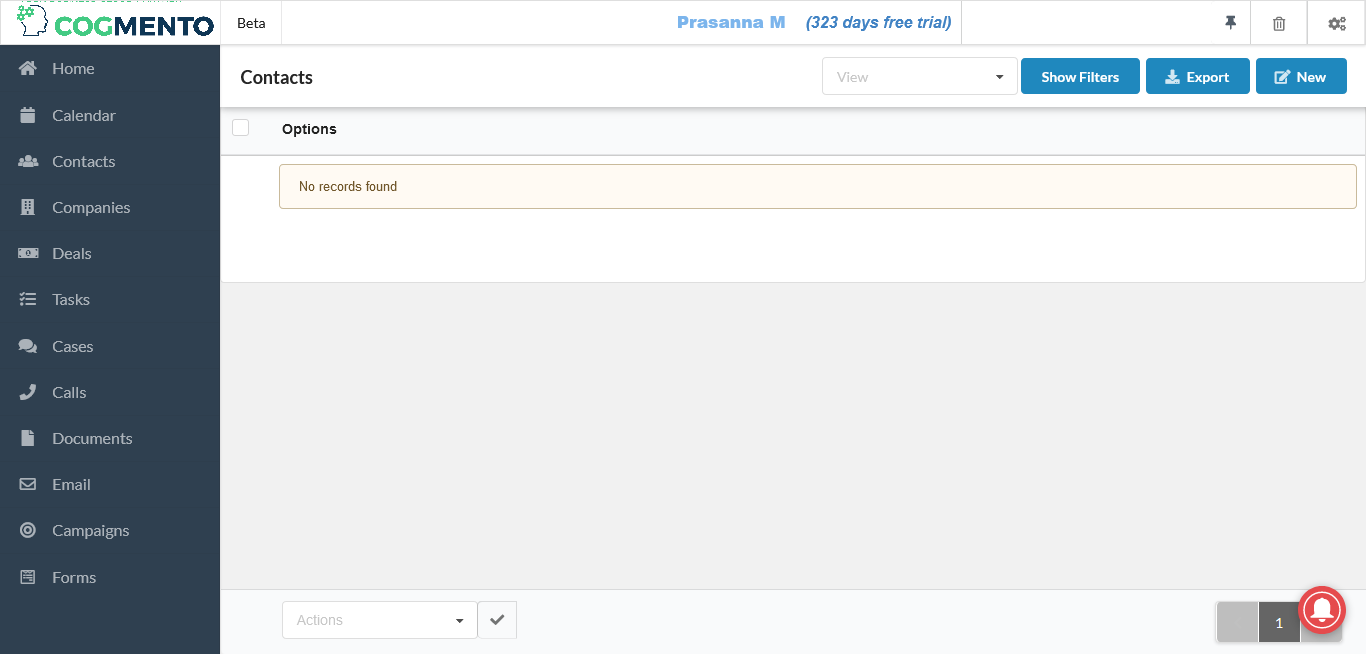 COGMENTO
Beta
Prasanna M (323 days free trial)
Home
Calendar
Contacts
Companies
Deals
Tasks
Cases
Calls
Documents
Email
Campaigns
Forms
Contacts
View
Show Filters
Export
New
Options
No records found
Actions
1